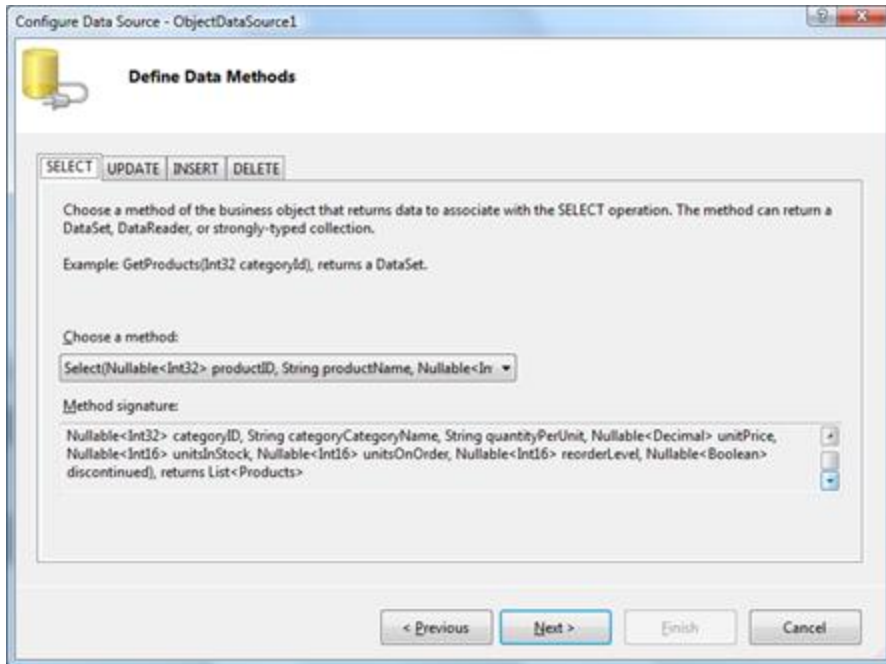 Configure Data Source - ObjectDataSource1
Define Data Methods
SELECT UPDATE INSERT DELETE
Choose a method of the business object that returns data to associate with the SELECT operation. The method can return a
DataSet, DataReader, or strongly-typed collection.
Example: GetProducts(Int32 categoryId), returns a DataSet.
Choose a method:
Select(Nullable<Int32> productID, String productName, Nullable<In
Method signature:
Nullable<Int32> categoryID, String categoryCategoryName, String quantityPerUnit, Nullable<Decimal> unitPrice,
Nullable<Int16> unitsInStock, Nullable<Int16> unitsOnOrder, Nullable<Int16> reorderLevel, Nullable<Boolean>
discontinued), returns List<Products>
< Previous Next > Finish Cancel